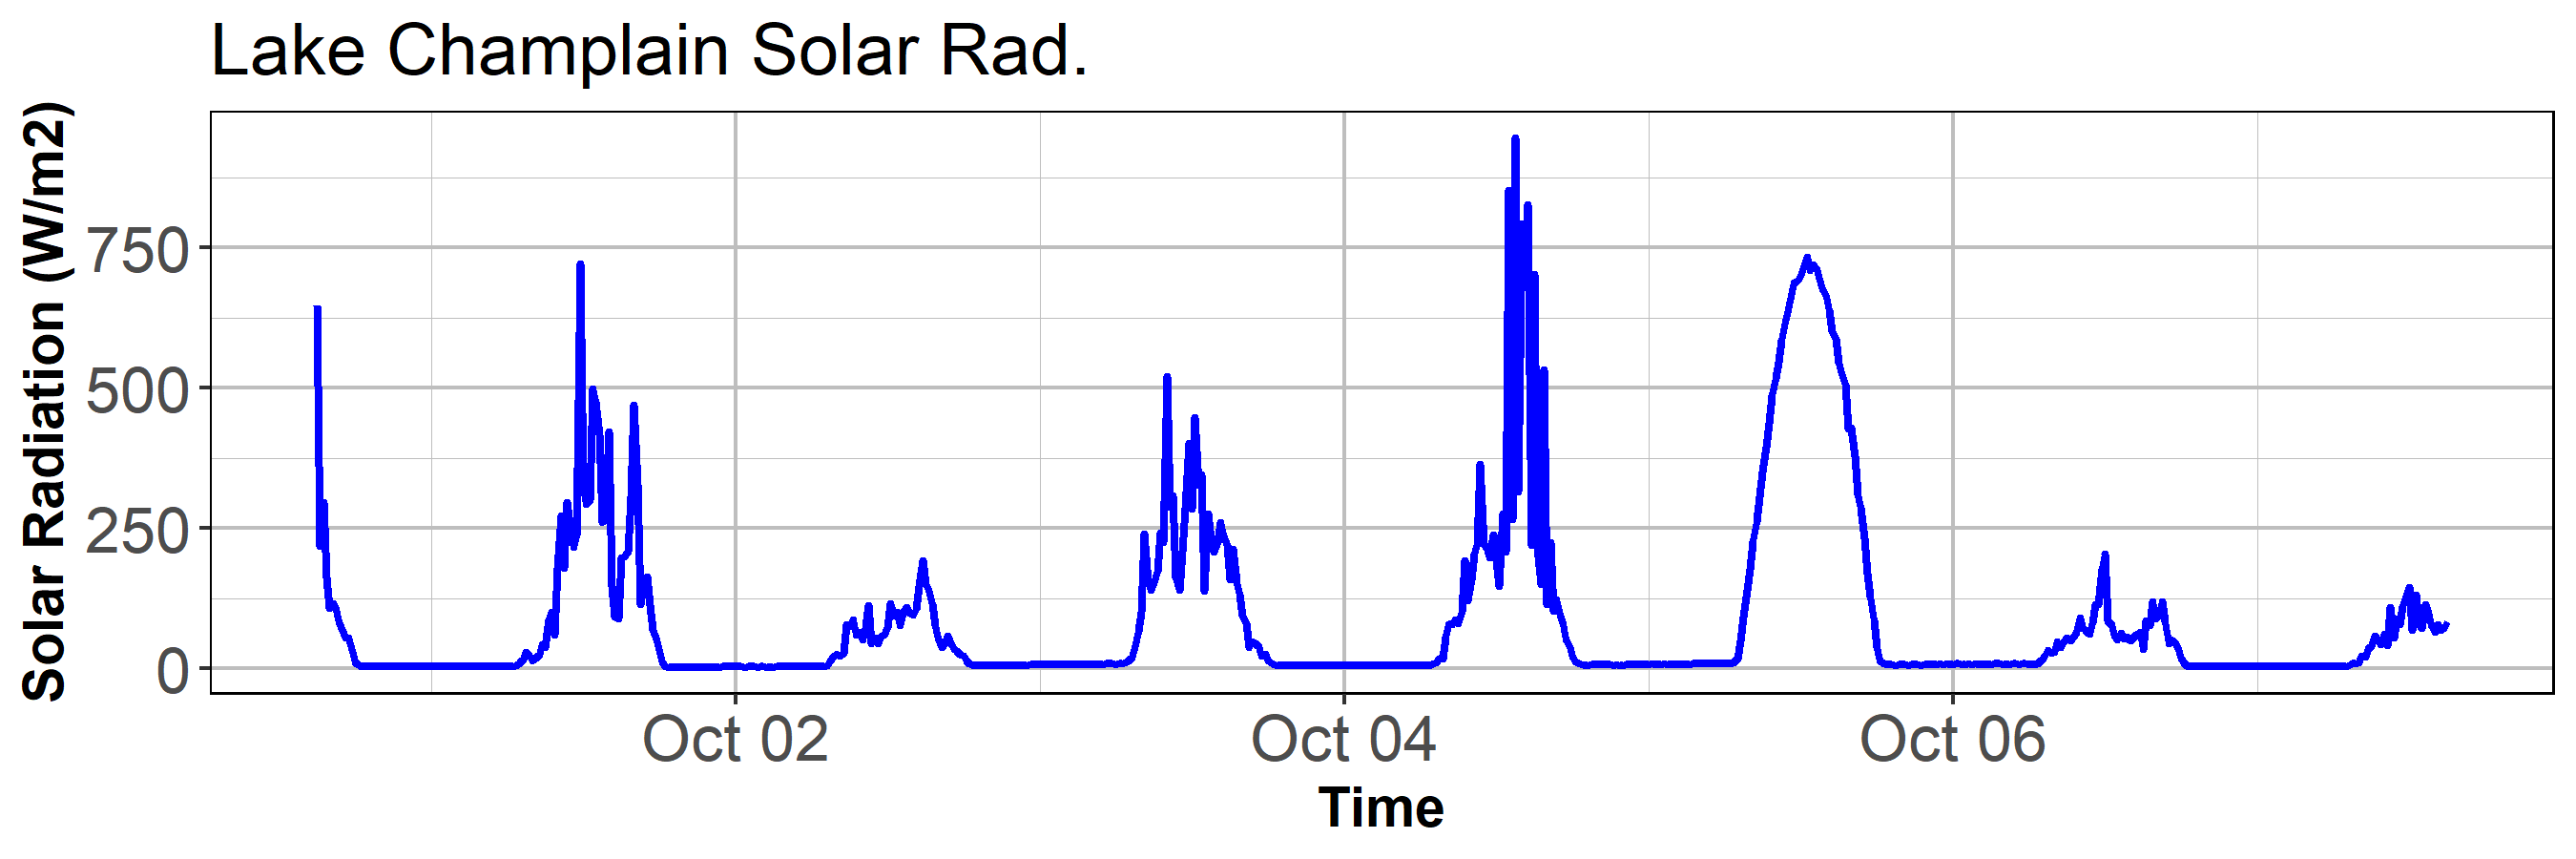 Lake Champlain Solar Rad.
Solar Radiation (W/m2)
750
500
250
0
Oct 02 Oct 04 Oct 06
Time